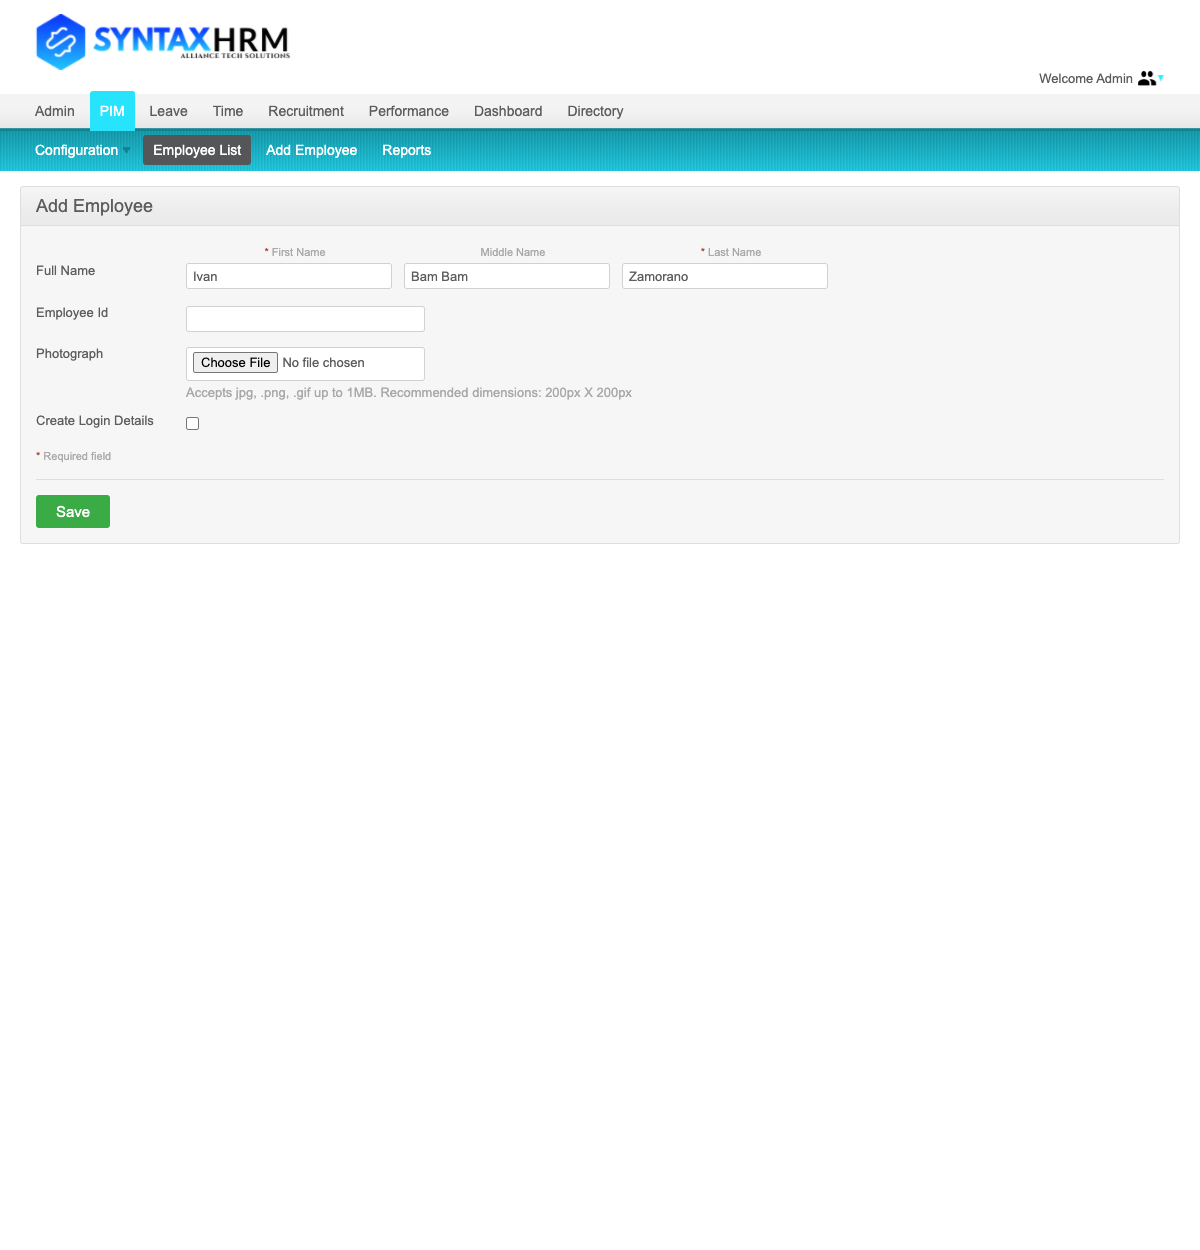 SYNTAXHRM
ALLIANCE TECH SOLUTIONS
Welcome Admin
Admin PIM Leave Time Recruitment Performance Dashboard Directory
Configuration Employee List Add Employee Reports
Add Employee
* First Name Middle Name * Last Name
Full Name Ivan Bam Bam Zamorano
Employee Id
Photograph Choose File No file chosen
Accepts jpg, .png, .gif up to 1MB. Recommended dimensions: 200px X 200px
Create Login Details
* Required field
Save